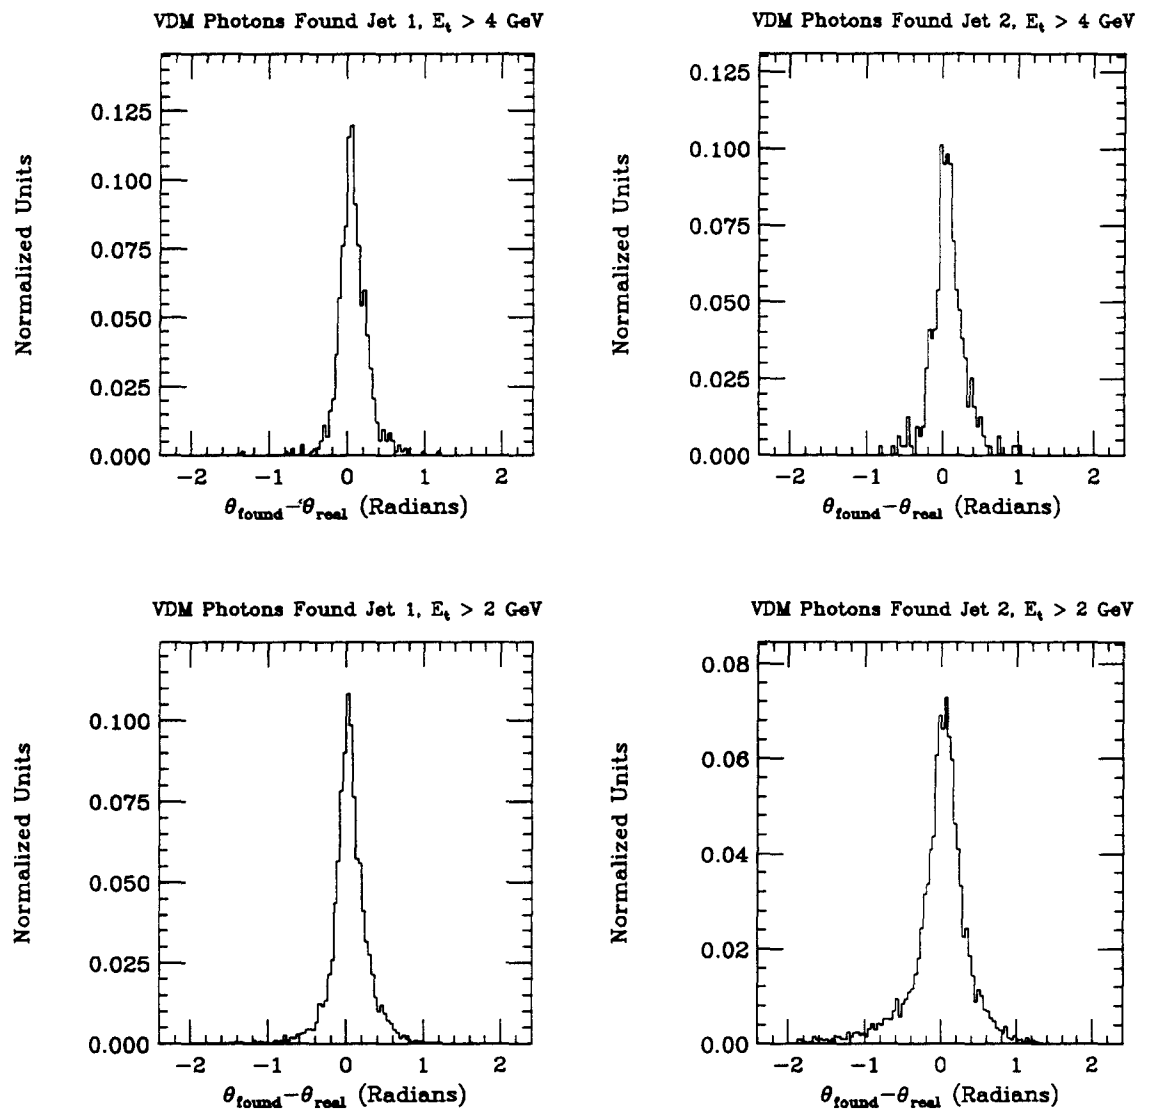 VDM Photons Found Jet 1, Eₜ > 4 GeV
Normalized Units
0.125
0.100
0.075
0.050
0.025
0.000
−2 −1 0 1 2
θfound−θreal (Radians)
VDM Photons Found Jet 2, Eₜ > 4 GeV
Normalized Units
0.125
0.100
0.075
0.050
0.025
0.000
−2 −1 0 1 2
θfound−θreal (Radians)
VDM Photons Found Jet 1, Eₜ > 2 GeV
Normalized Units
0.100
0.075
0.050
0.025
0.000
−2 −1 0 1 2
θfound−θreal (Radians)
VDM Photons Found Jet 2, Eₜ > 2 GeV
Normalized Units
0.08
0.06
0.04
0.02
0.00
−2 −1 0 1 2
θfound−θreal (Radians)